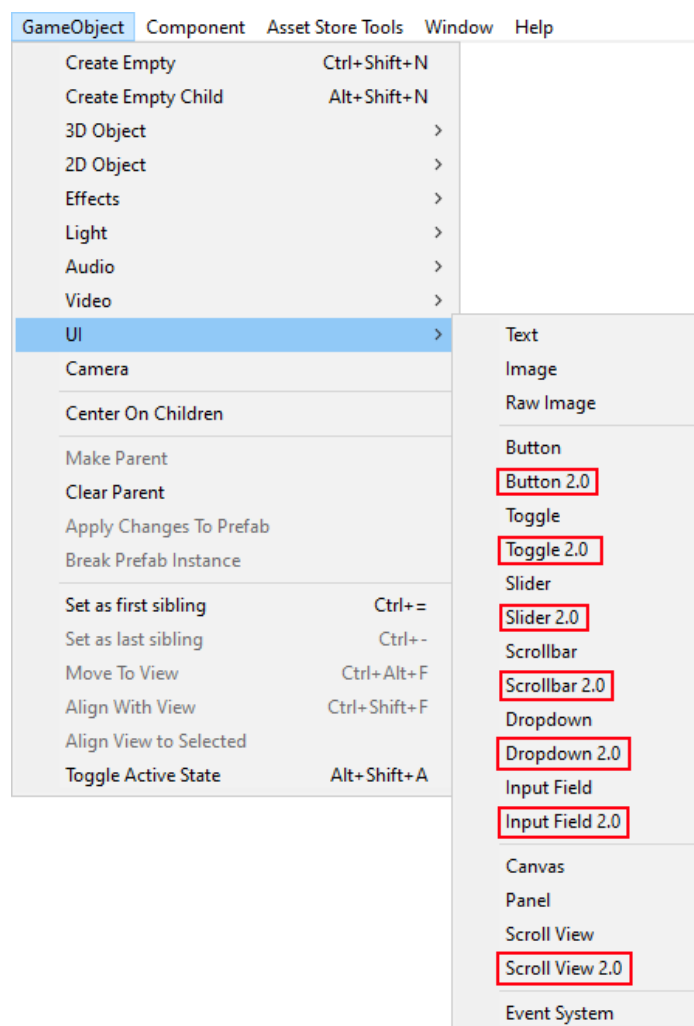 GameObject Component Asset Store Tools Window Help
Create Empty Ctrl+Shift+N
Create Empty Child Alt+Shift+N
3D Object
2D Object
Effects
Light
Audio
Video
UI
Camera
Center On Children
Make Parent
Clear Parent
Apply Changes To Prefab
Break Prefab Instance
Set as first sibling Ctrl+=
Set as last sibling Ctrl+-
Move To View Ctrl+Alt+F
Align With View Ctrl+Shift+F
Align View to Selected
Toggle Active State Alt+Shift+A
Text
Image
Raw Image
Button
Button 2.0
Toggle
Toggle 2.0
Slider
Slider 2.0
Scrollbar
Scrollbar 2.0
Dropdown
Dropdown 2.0
Input Field
Input Field 2.0
Canvas
Panel
Scroll View
Scroll View 2.0
Event System